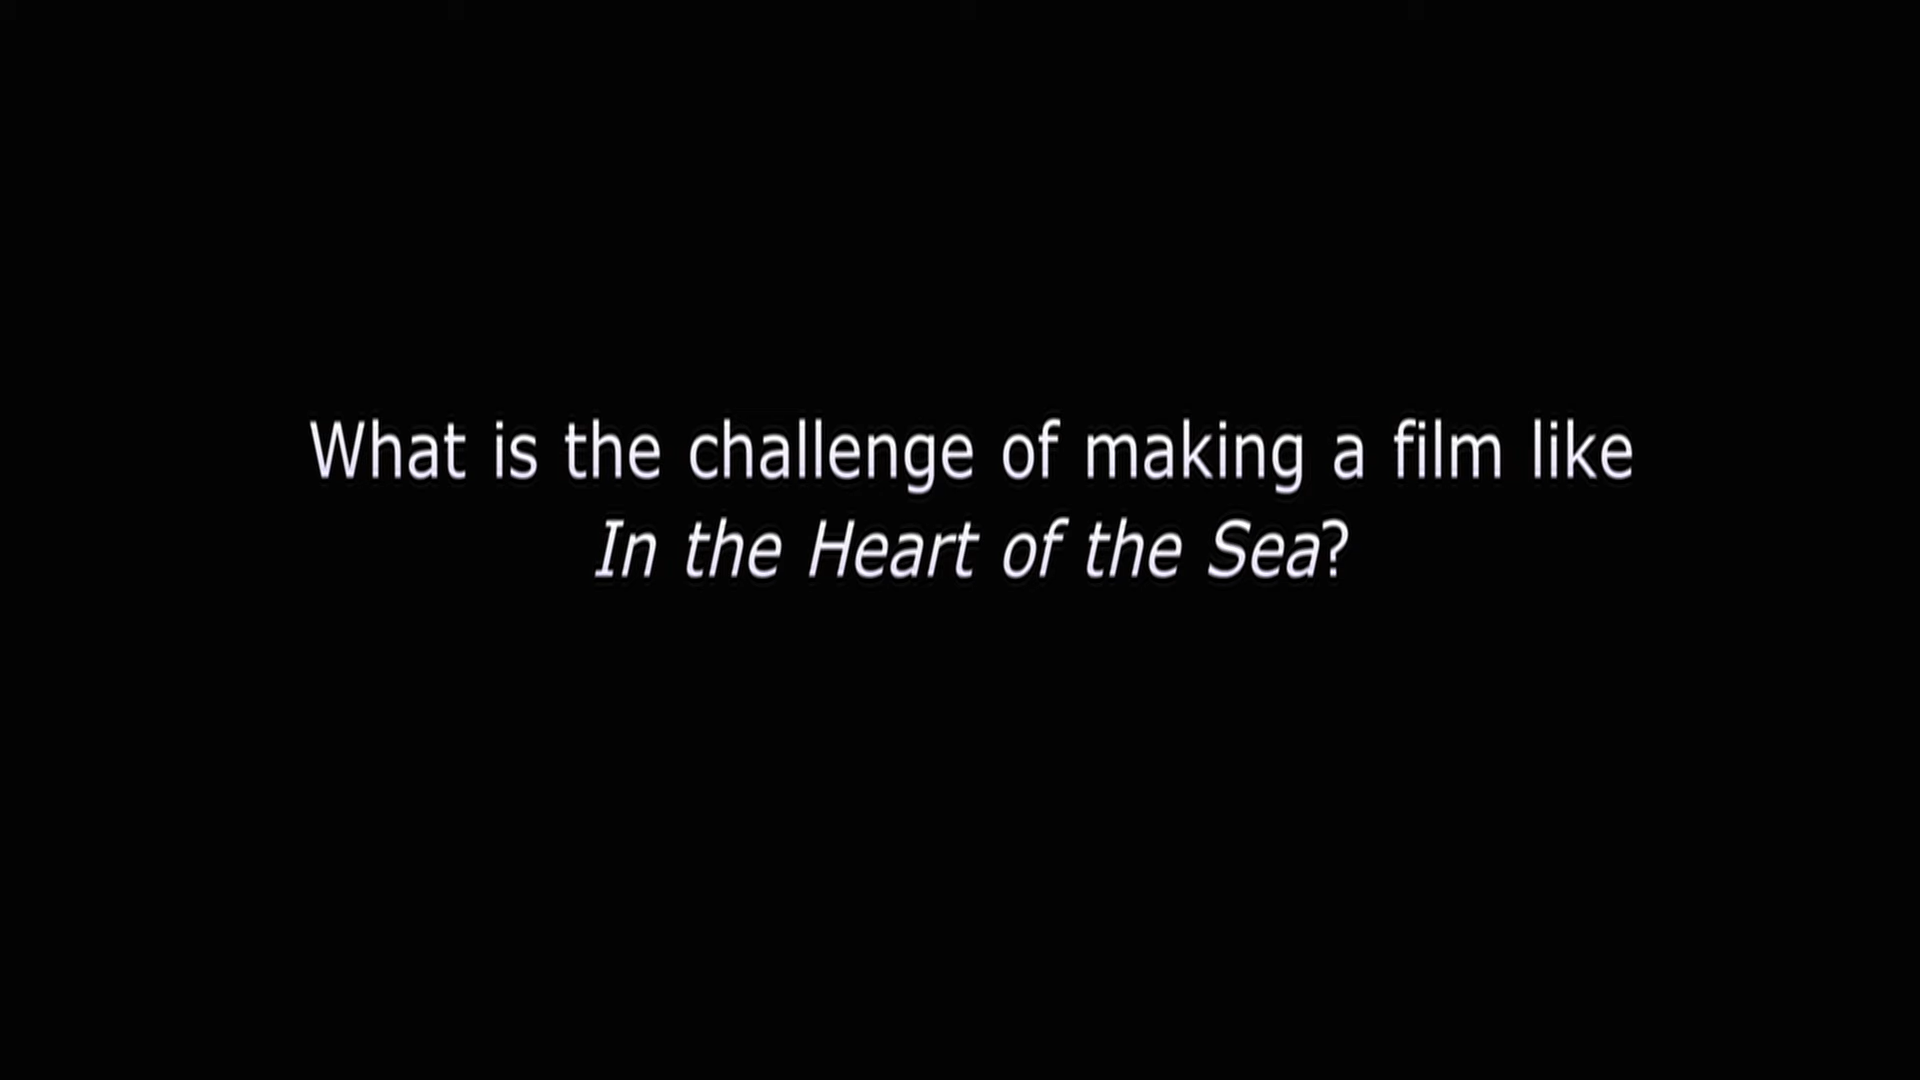 What is the challenge of making a film like
In the Heart of the Sea?